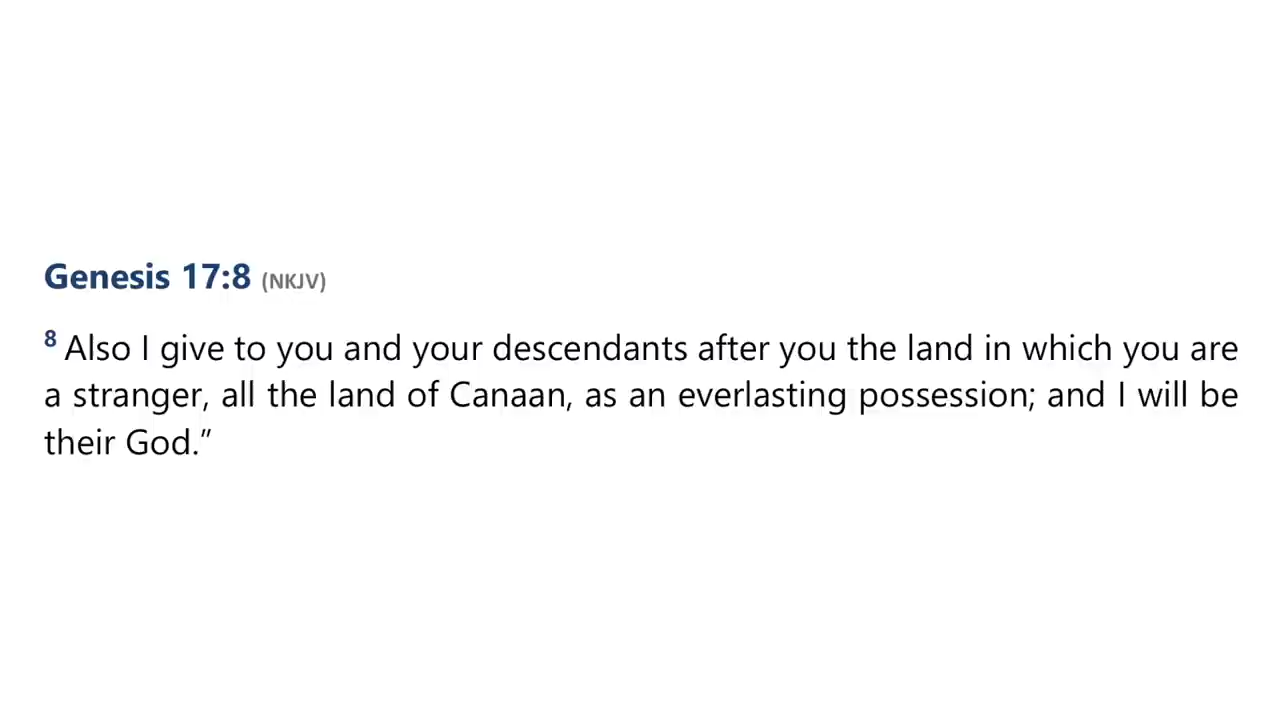 Genesis 17:8 (NKJV)
8 Also I give to you and your descendants after you the land in which you are
a stranger, all the land of Canaan, as an everlasting possession; and I will be
their God.”